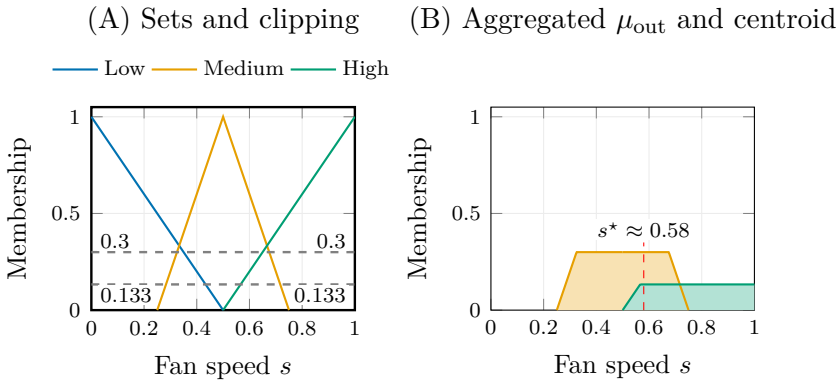 (A) Sets and clipping
Low Medium High
1
0.5
0
0.3 0.3
0.133 0.133
0 0.2 0.4 0.6 0.8 1
Fan speed s
Membership
(B) Aggregated μout and centroid
1
0.5
0
s⋆ ≈ 0.58
0 0.2 0.4 0.6 0.8 1
Fan speed s
Membership